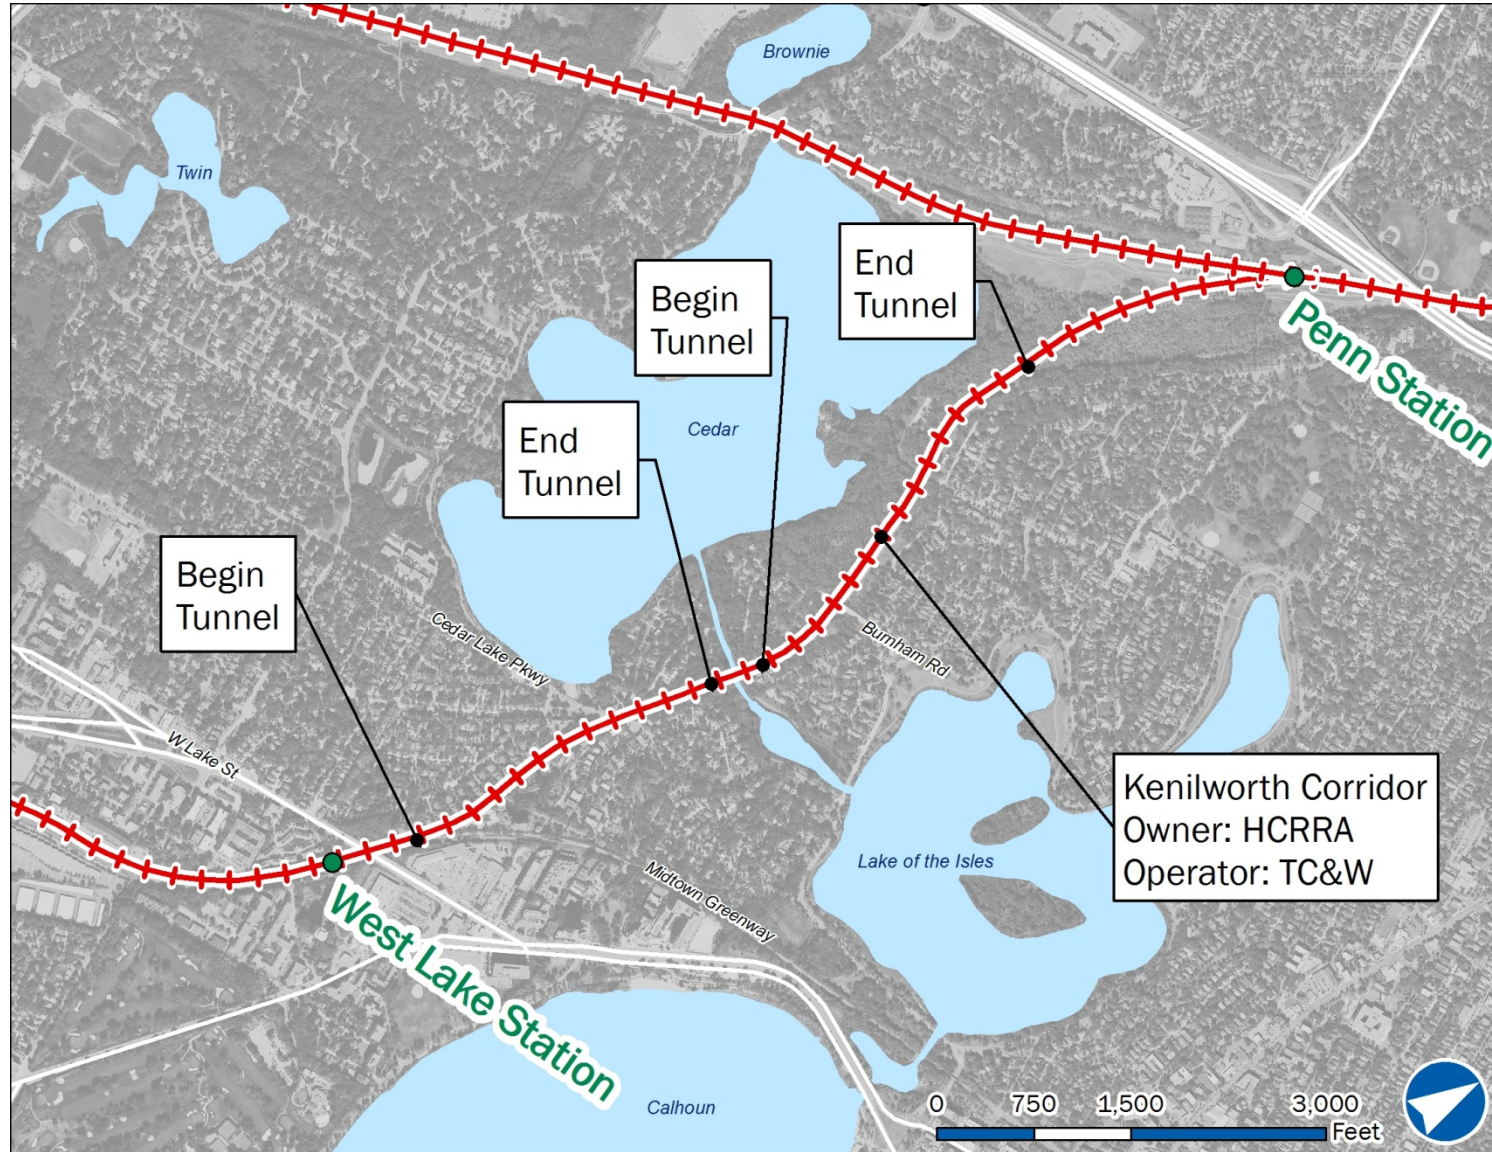 Brownie
Twin
End
Tunnel
Begin
Tunnel
Penn Station
End
Tunnel
Cedar
Begin
Tunnel
Cedar Lake Pkwy
Burnham Rd
W Lake St
Kenilworth Corridor
Owner: HCRRA
Operator: TC&W
Lake of the Isles
Midtown Greenway
West Lake Station
Calhoun
0 750 1,500 3,000
Feet